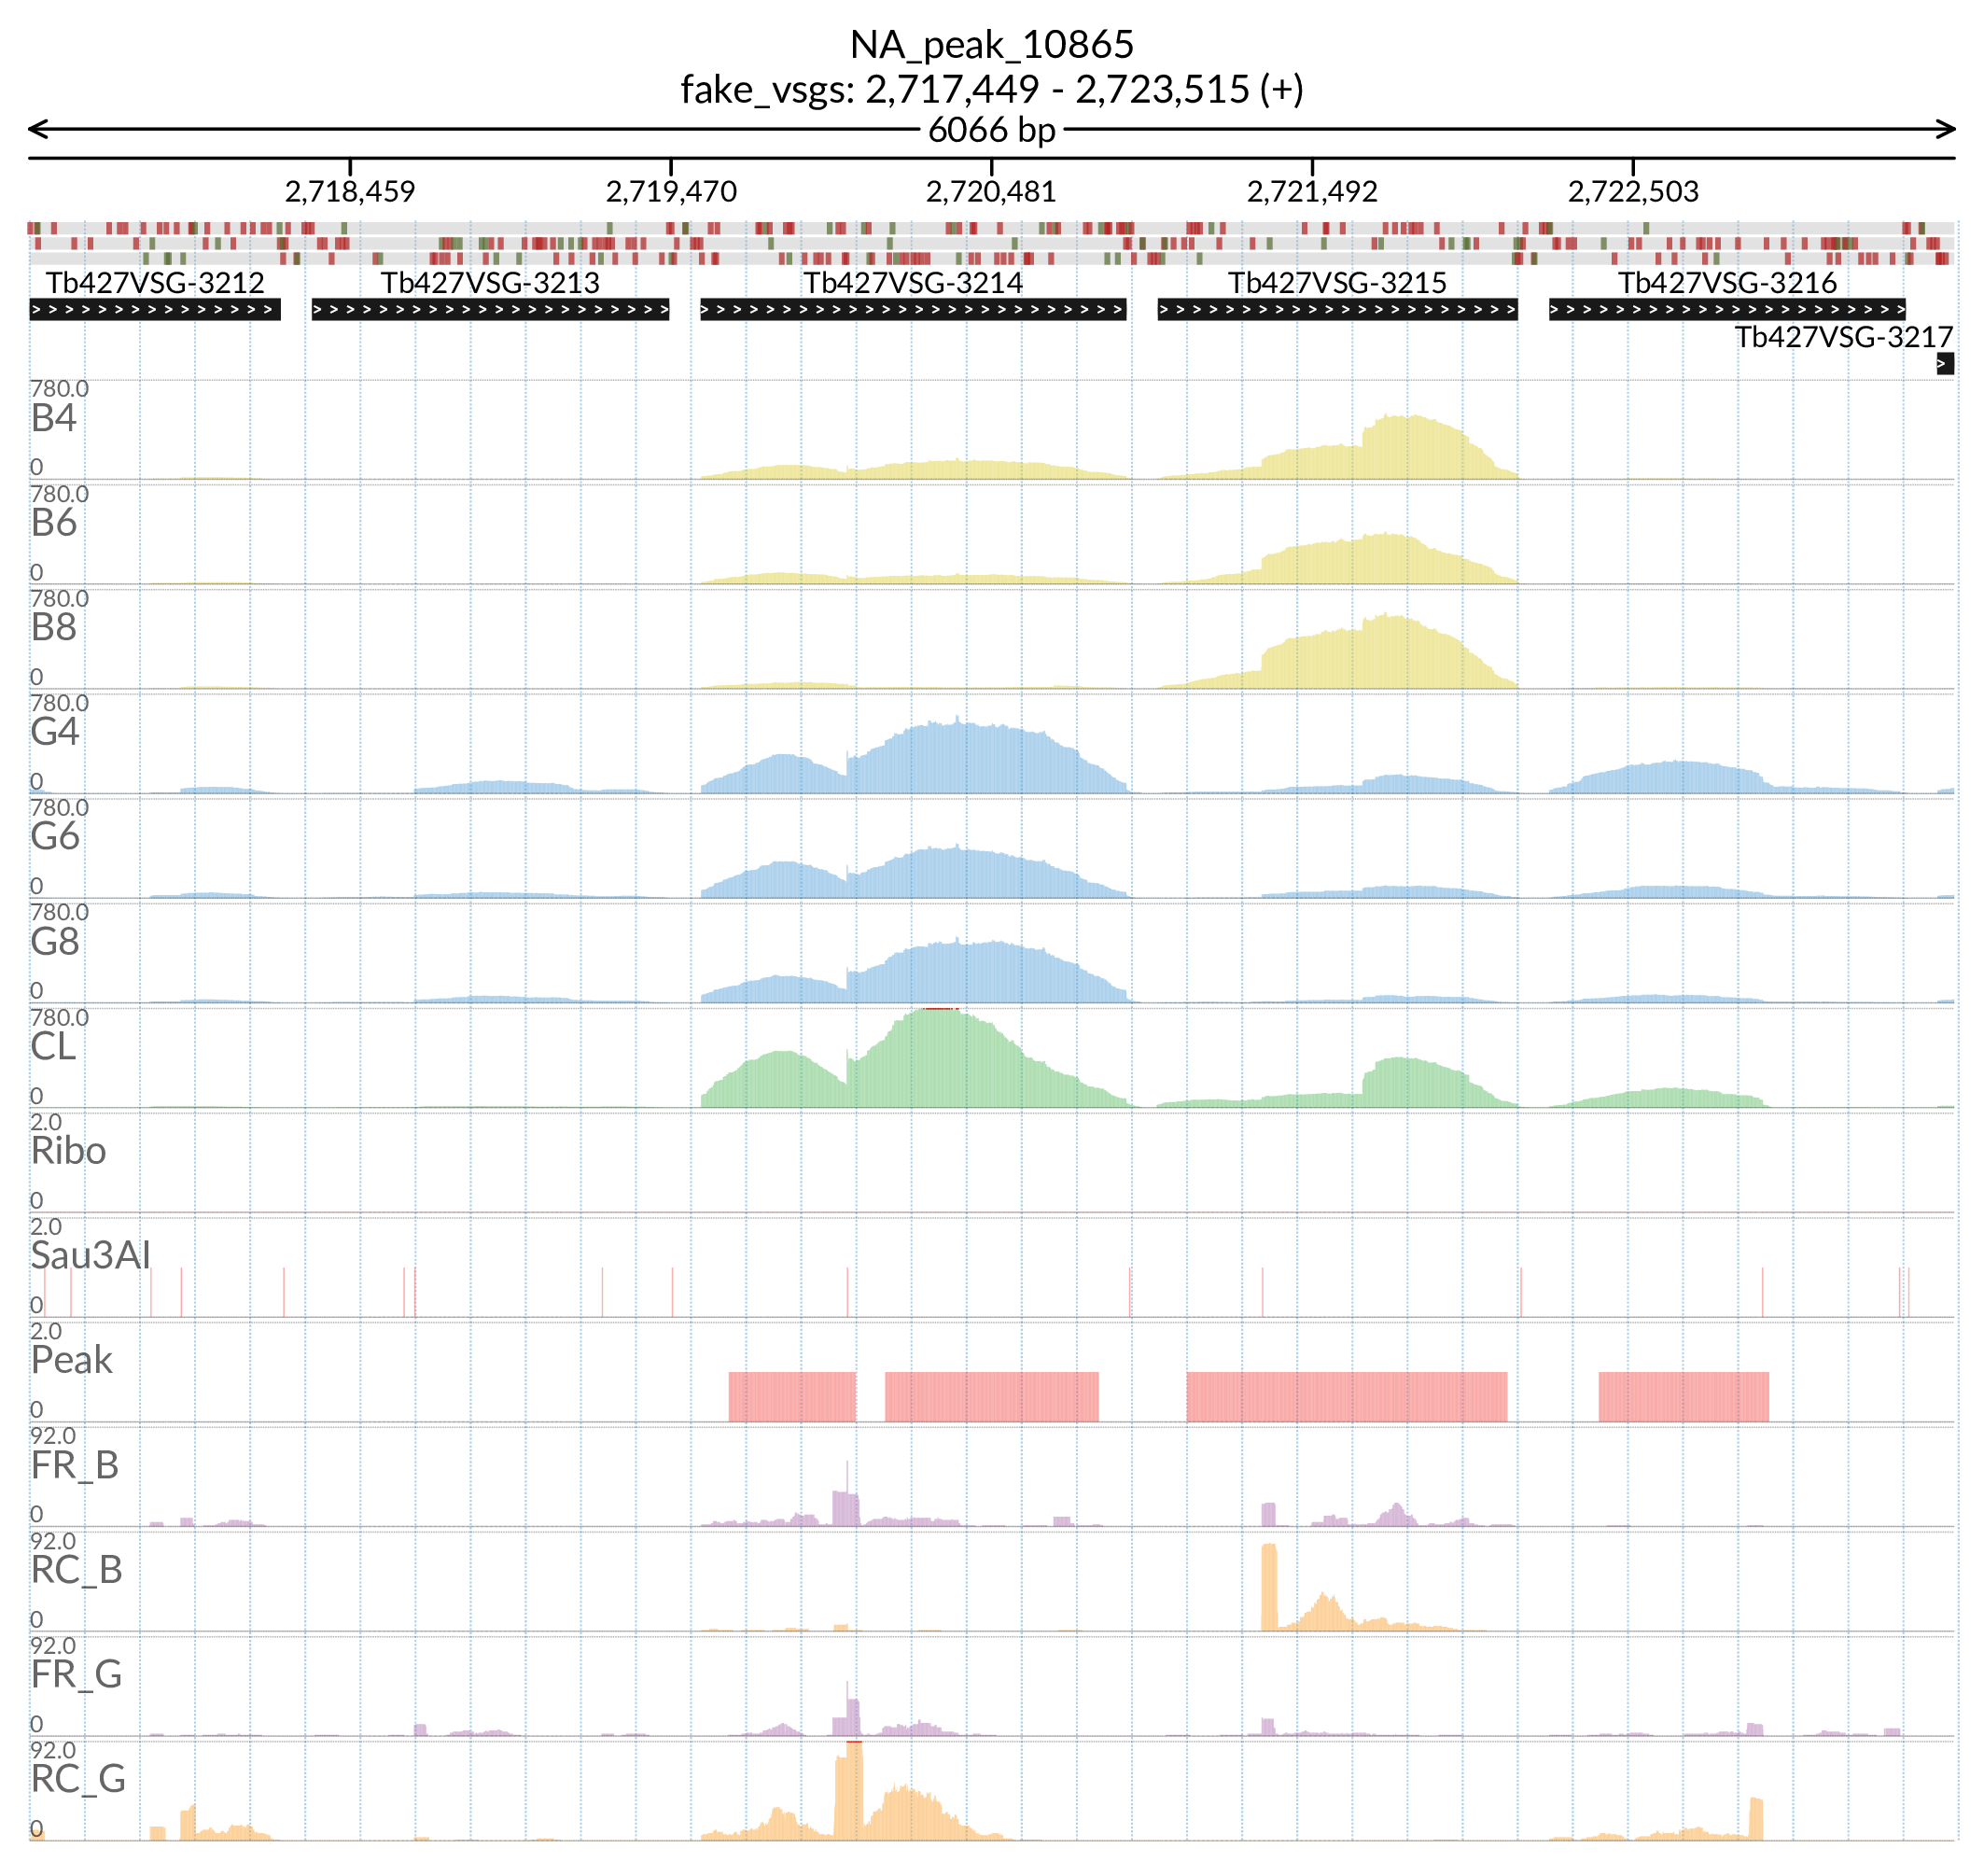 NA_peak_10865
fake_vsgs: 2,717,449 - 2,723,515 (+)
6066 bp
2,718,459 2,719,470 2,720,481 2,721,492 2,722,503
Tb427VSG-3212 Tb427VSG-3213 Tb427VSG-3214 Tb427VSG-3215 Tb427VSG-3216
Tb427VSG-3217
780.0
B4
0
780.0
B6
0
780.0
B8
0
780.0
G4
0
780.0
G6
0
780.0
G8
0
780.0
CL
0
2.0
Ribo
0
2.0
Sau3AI
0
2.0
Peak
0
92.0
FR_B
0
92.0
RC_B
0
92.0
FR_G
0
92.0
RC_G
0